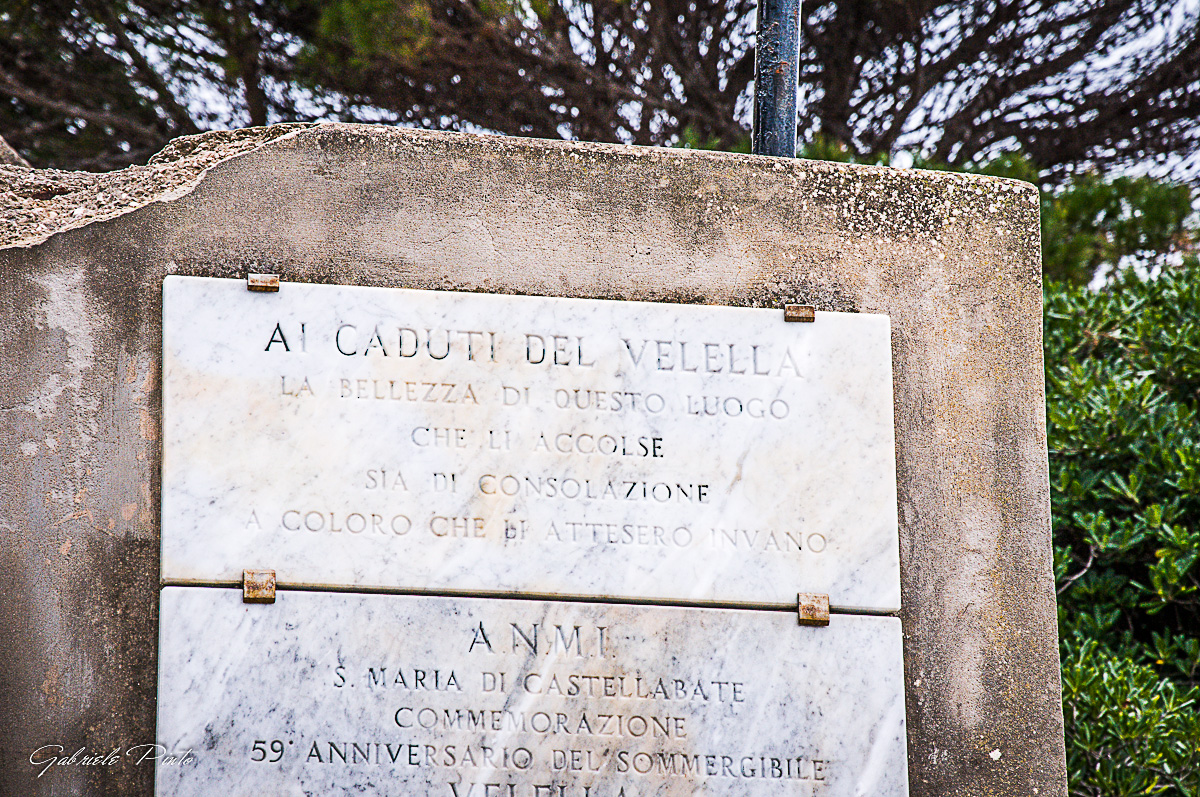 AI CADUTI DEL VELELLA
LA BELLEZZA DI QUESTO LUOGO
CHE LI ACCOLSE
SIA DI CONSOLAZIONE
A COLORO CHE LI ATTESERO INVANO
A.N.M.I.
S. MARIA DI CASTELLABATE
COMMEMORAZIONE
59° ANNIVERSARIO DEL SOMMERGIBILE
VELELLA
Gabriele Pinto